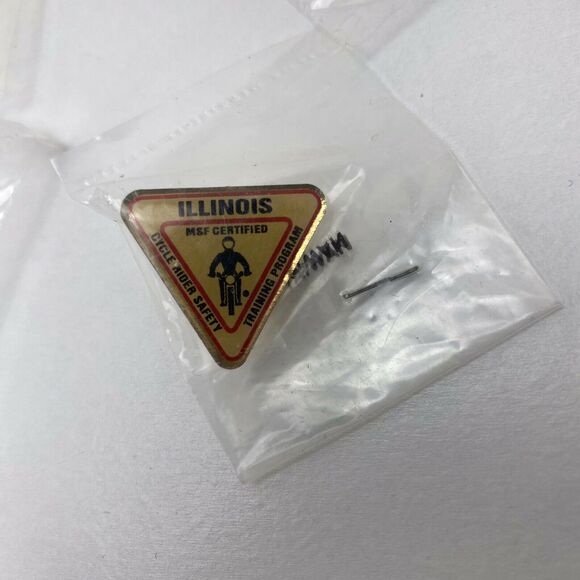 ILLINOIS
MSF CERTIFIED
CYCLE RIDER SAFETY
TRAINING PROGRAM